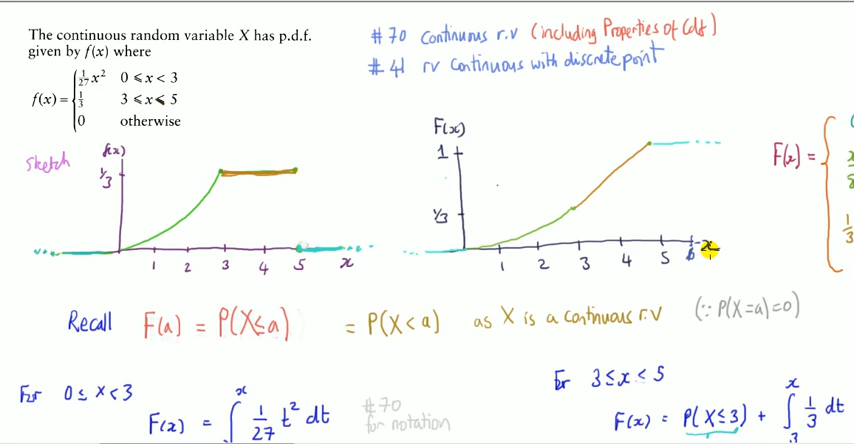 The continuous random variable X has p.d.f.
given by f(x) where
f(x) = { 1/27 x² 0 ⩽ x < 3
1/3 3 ⩽ x ⩽ 5
0 otherwise
#70 Continuous r.v (including Properties of Cdf)
#41 rv continuous with discrete point
Sketch
f(x)
1/3
1 2 3 4 5 x
F(x)
1
1/3
1 2 3 4 5 6 x
F(x) = {
1/3
Recall F(a) = P(X≤a) = P(X<a) as X is a continuous r.v (∵ P(X=a)=0)
For 0 ≤ x < 3
F(x) = ∫ x 1/27 t² dt
#70
for notation
For 3 ≤ x < 5
F(x) = P(X≤3) + ∫ x 3 1/3 dt